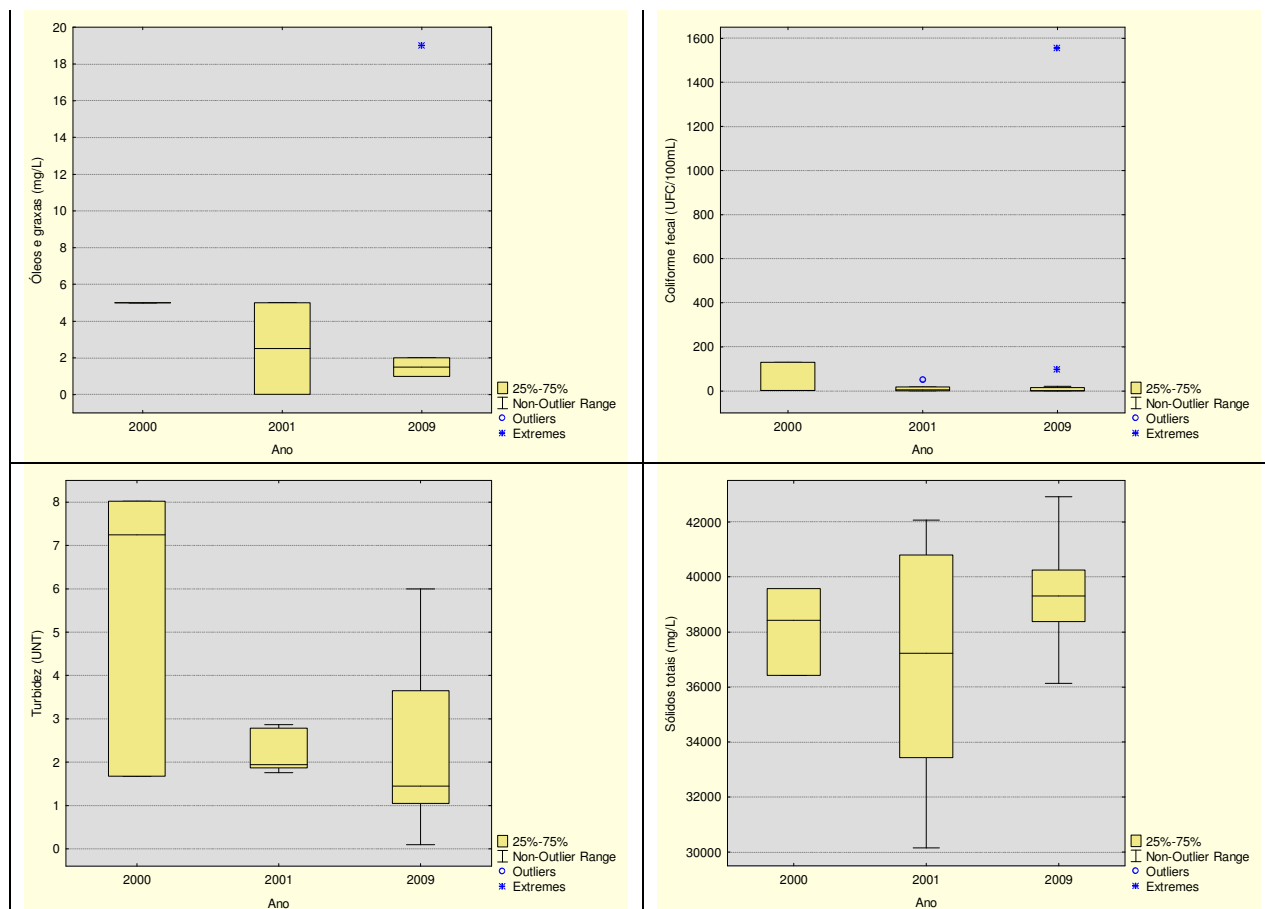 Óleos e graxas (mg/L)
20
18
16
14
12
10
8
6
4
2
0
2000 2001 2009
Ano
25%-75%
Non-Outlier Range
Outliers
Extremes
Coliforme fecal (UFC/100mL)
1600
1400
1200
1000
800
600
400
200
0
2000 2001 2009
Ano
25%-75%
Non-Outlier Range
Outliers
Extremes
Turbidez (UNT)
8
7
6
5
4
3
2
1
0
2000 2001 2009
Ano
25%-75%
Non-Outlier Range
Outliers
Extremes
Sólidos totais (mg/L)
42000
40000
38000
36000
34000
32000
30000
2000 2001 2009
Ano
25%-75%
Non-Outlier Range
Outliers
Extremes